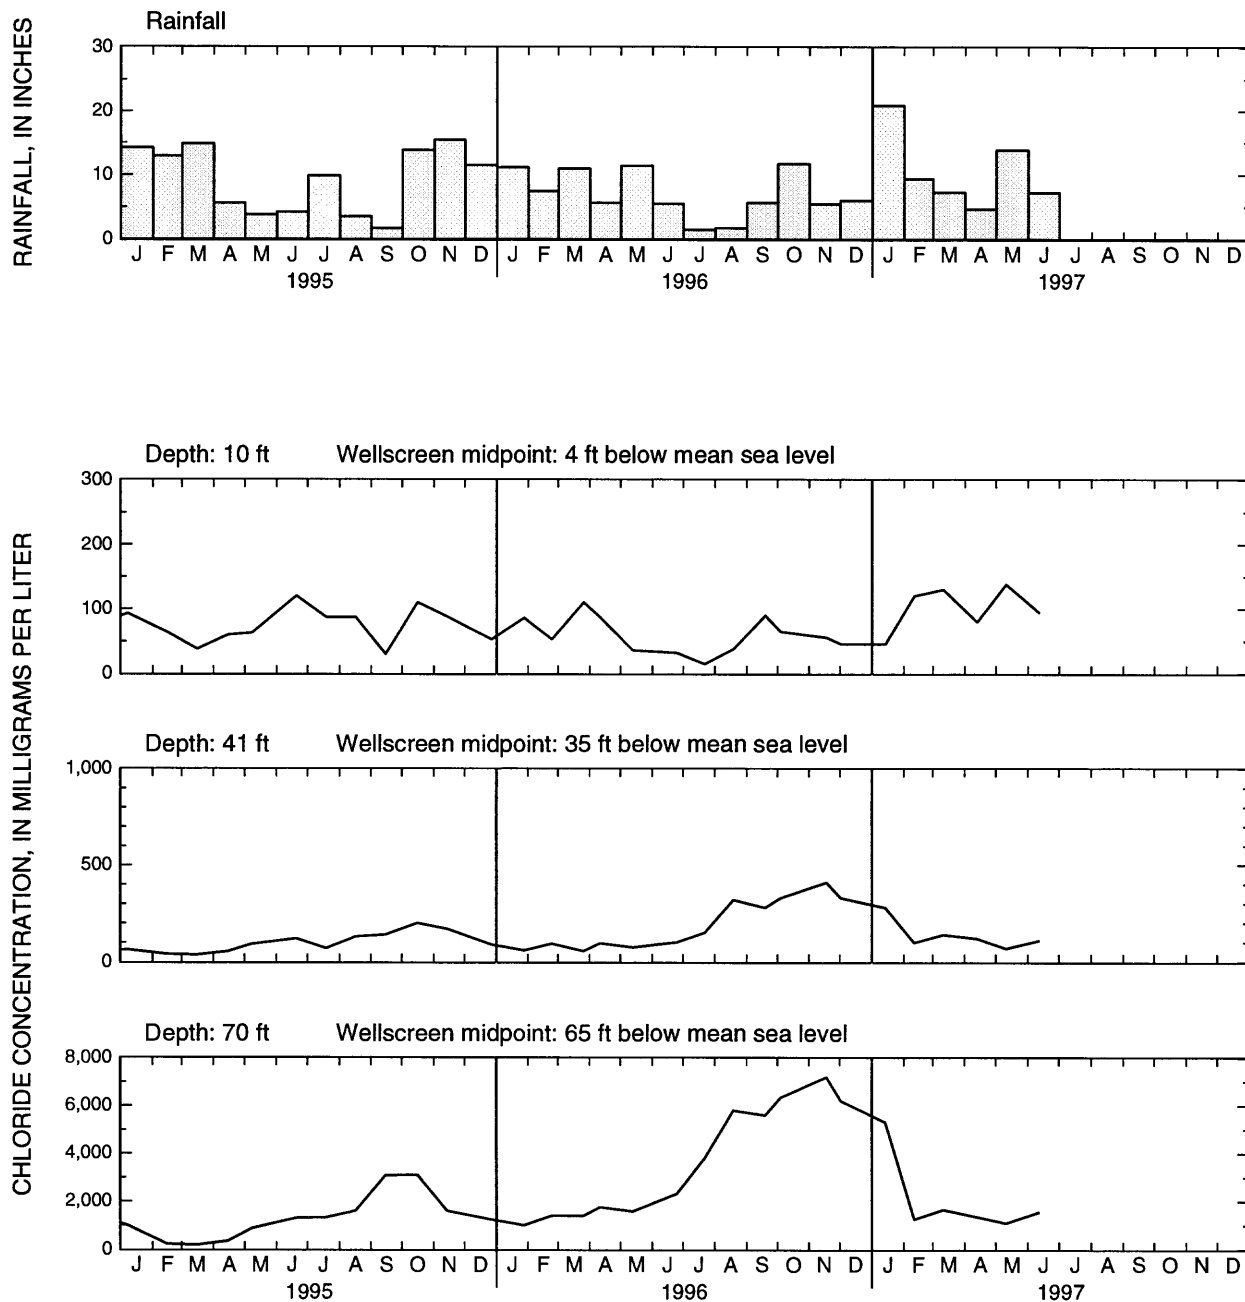 Rainfall
RAINFALL, IN INCHES
30
20
10
0
J F M A M J J A S O N D J F M A M J J A S O N D J F M A M J J A S O N D
1995 1996 1997
CHLORIDE CONCENTRATION, IN MILLIGRAMS PER LITER
Depth: 10 ft Wellscreen midpoint: 4 ft below mean sea level
300
200
100
0
Depth: 41 ft Wellscreen midpoint: 35 ft below mean sea level
1,000
500
0
Depth: 70 ft Wellscreen midpoint: 65 ft below mean sea level
8,000
6,000
4,000
2,000
0
J F M A M J J A S O N D J F M A M J J A S O N D J F M A M J J A S O N D
1995 1996 1997